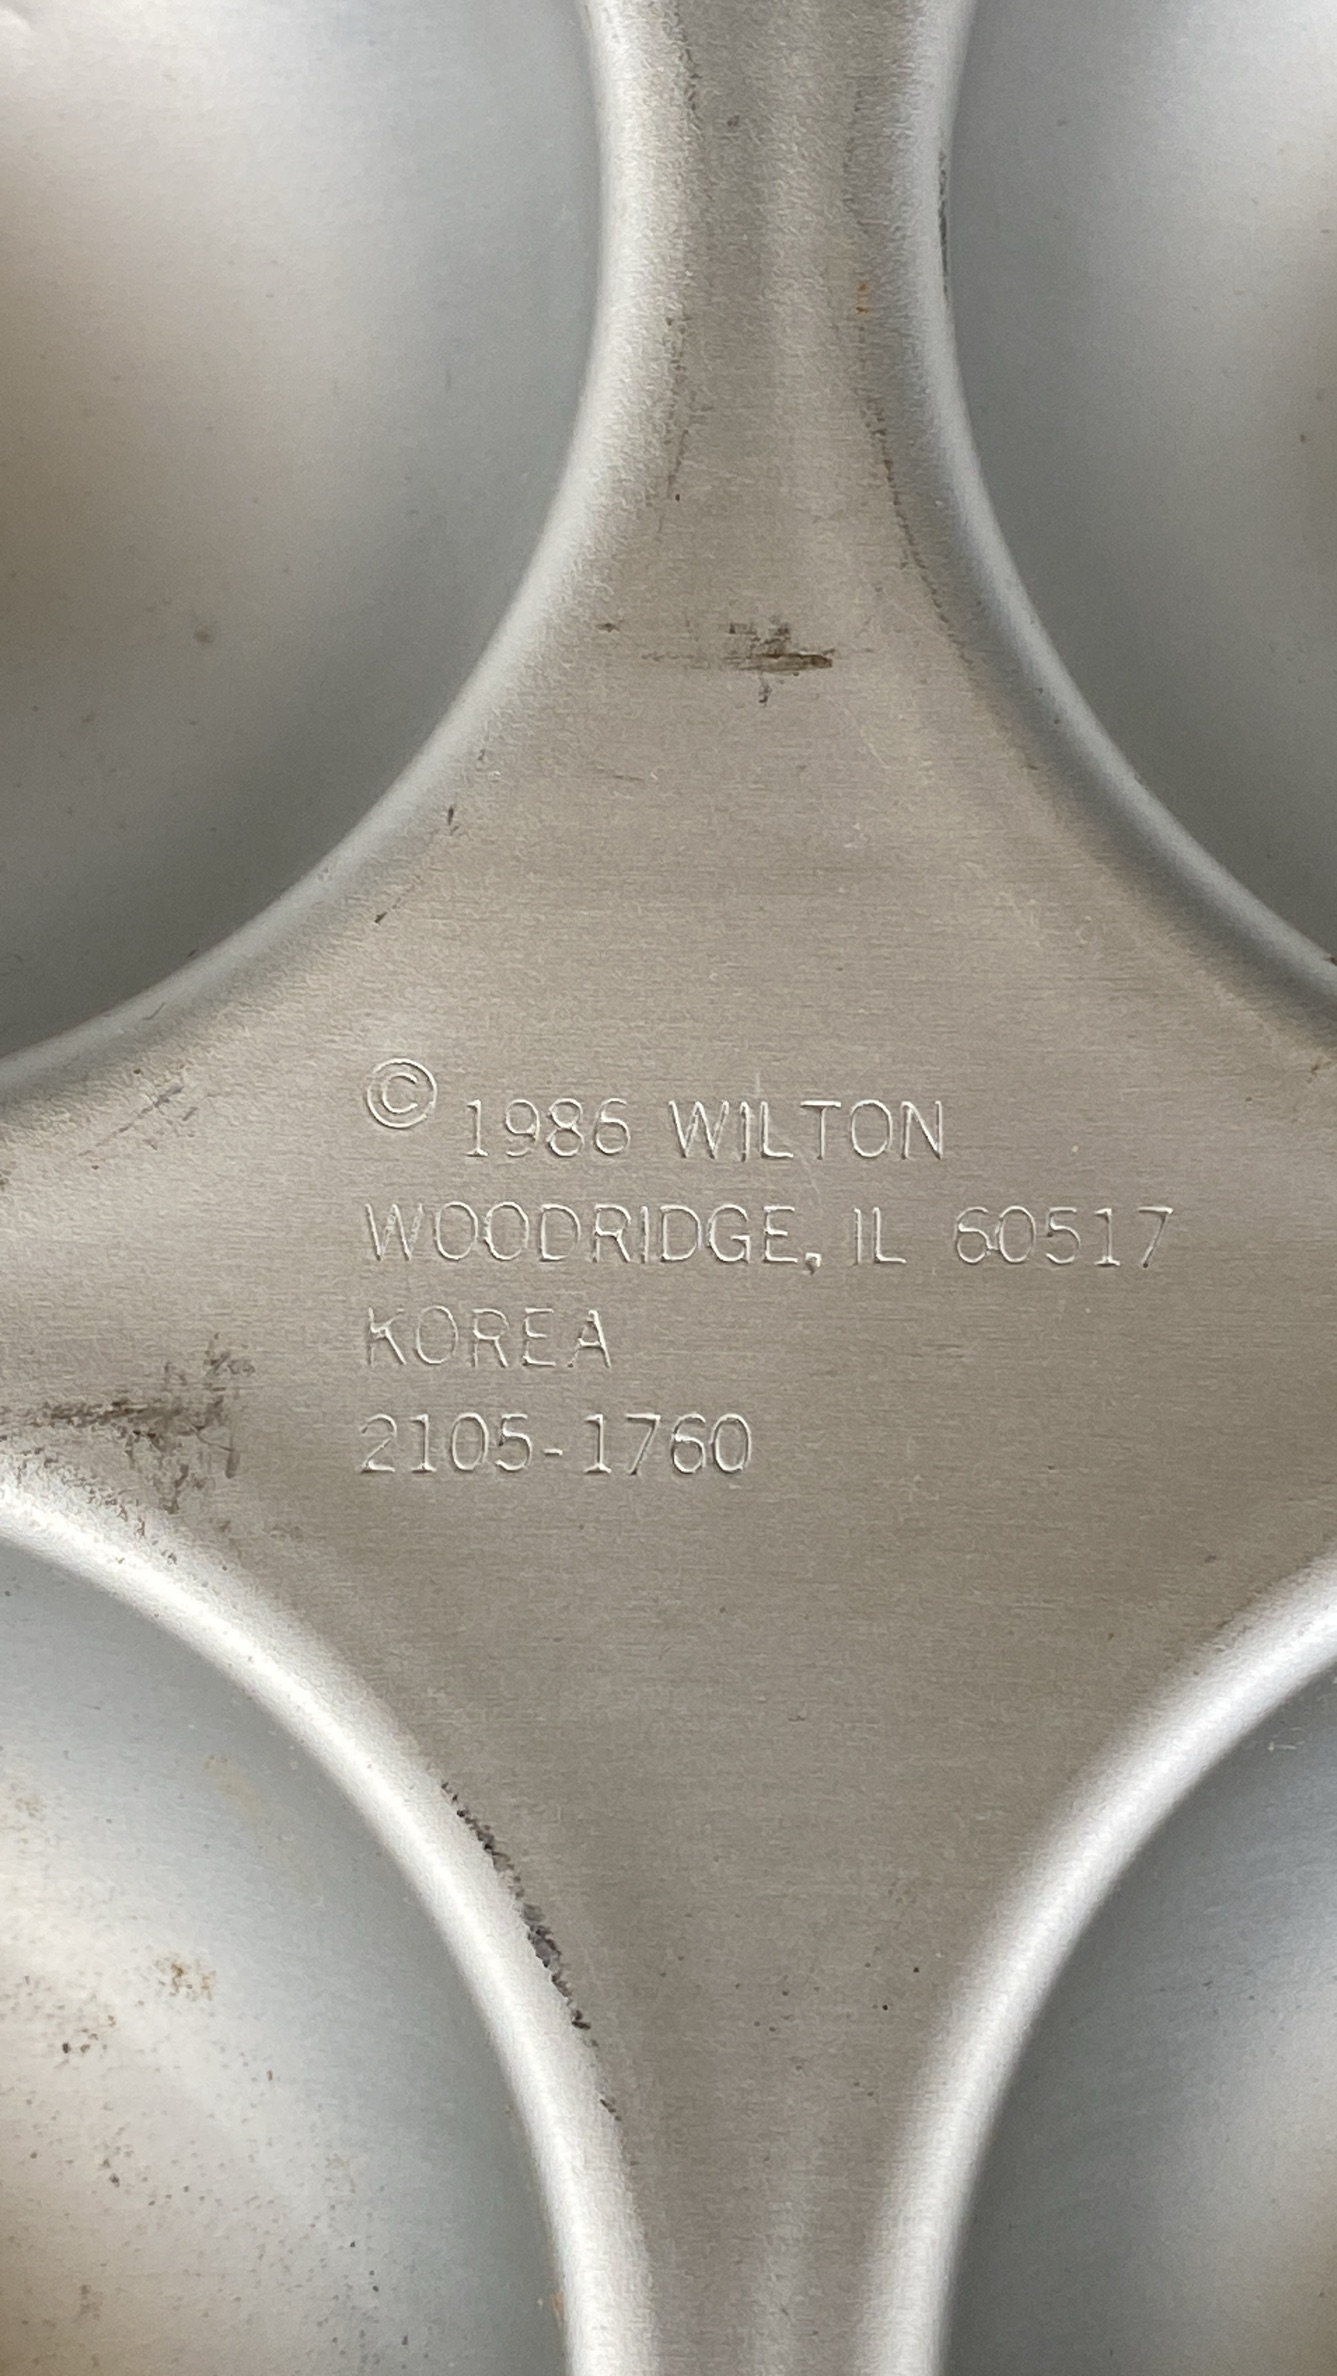 © 1986 WILTON
WOODRIDGE, IL 60517
KOREA
2105-1760